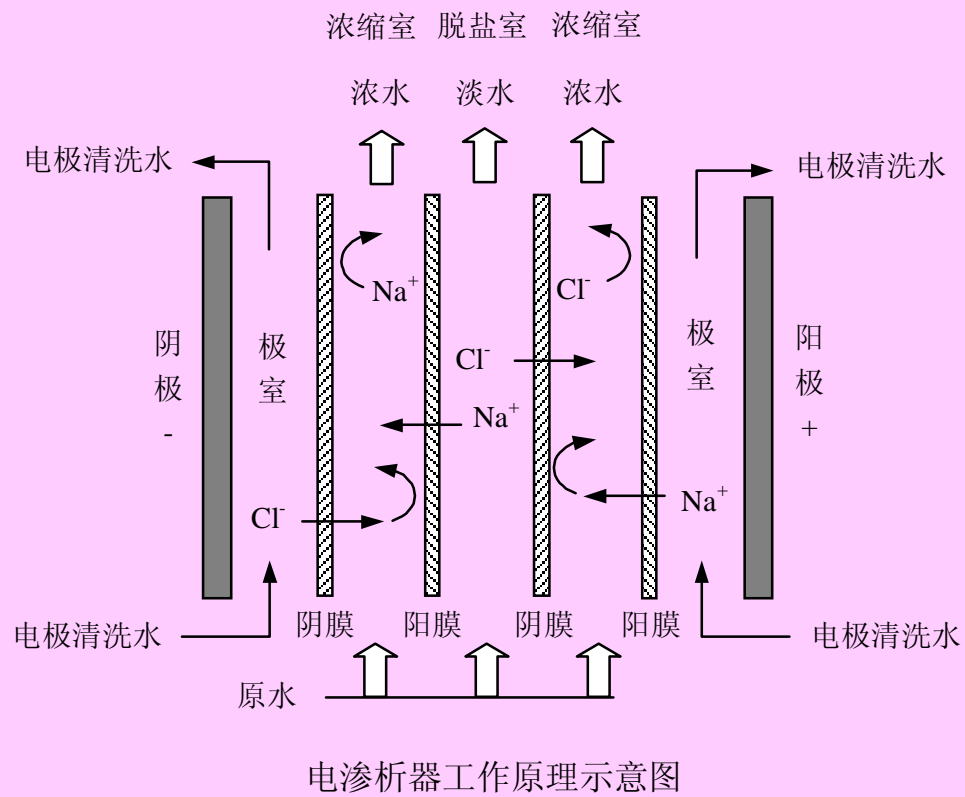 浓缩室 脱盐室 浓缩室
浓水 淡水 浓水
电极清洗水 电极清洗水
Na⁺ Cl⁻
阴极 - 极室 极室 阳极 +
Cl⁻
Na⁺
Cl⁻ Na⁺
阴膜 阳膜 阴膜 阳膜
电极清洗水 电极清洗水
原水
电渗析器工作原理示意图